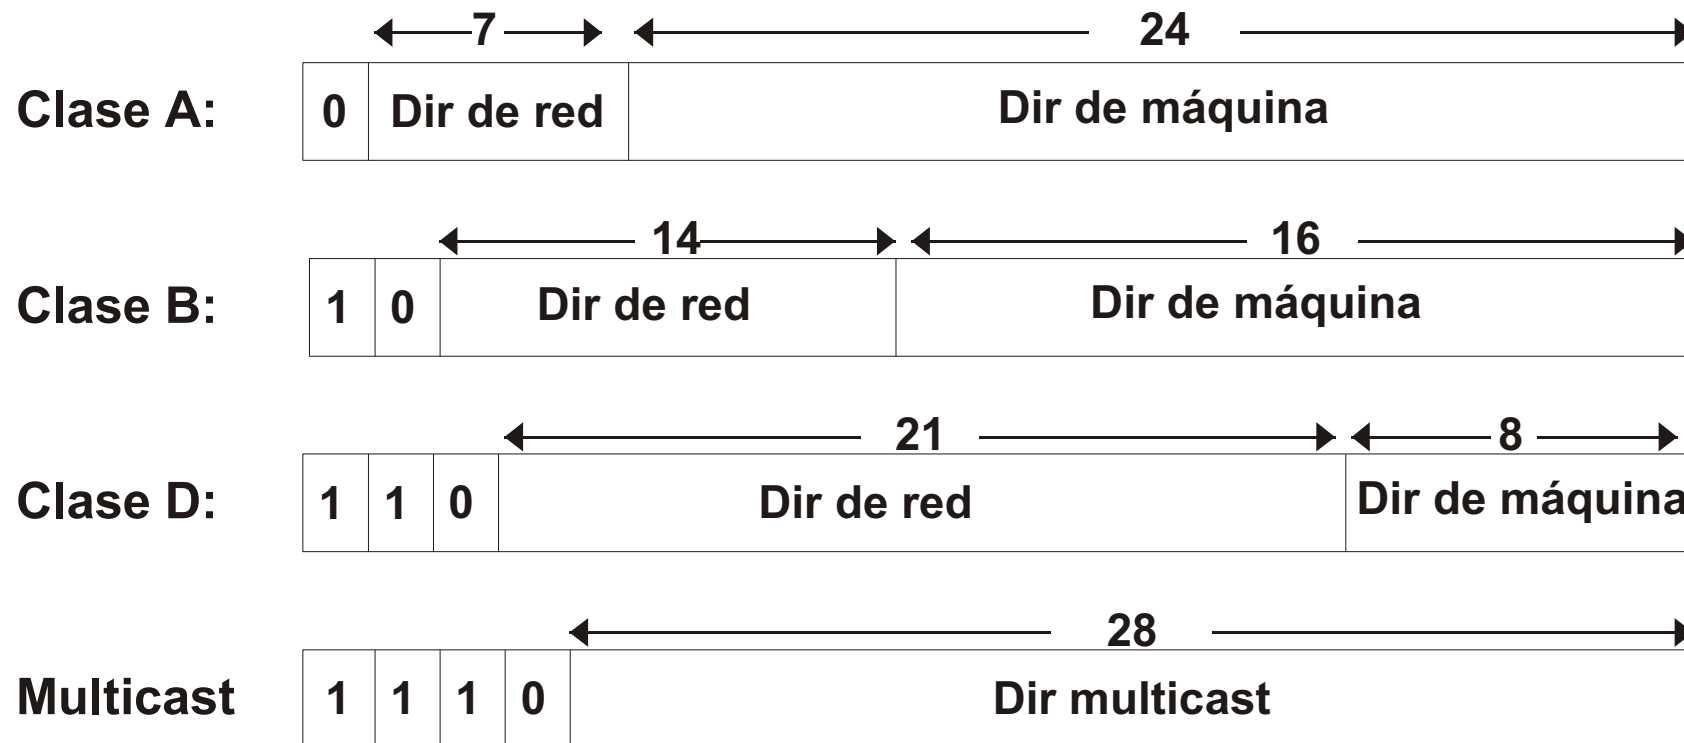 7 24
Clase A: 0 Dir de red Dir de máquina
14 16
Clase B: 1 0 Dir de red Dir de máquina
21 8
Clase D: 1 1 0 Dir de red Dir de máquina
28
Multicast 1 1 1 0 Dir multicast